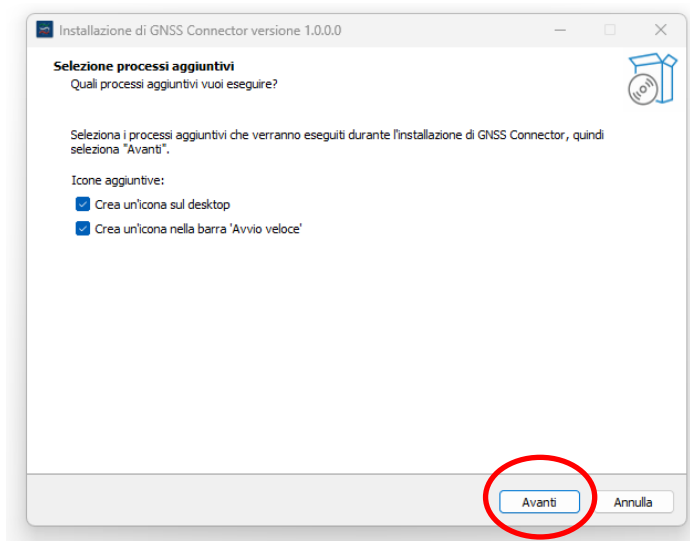 Installazione di GNSS Connector versione 1.0.0.0
Selezione processi aggiuntivi
Quali processi aggiuntivi vuoi eseguire?
Seleziona i processi aggiuntivi che verranno eseguiti durante l'installazione di GNSS Connector, quindi
seleziona "Avanti".
Icone aggiuntive:
Crea un'icona sul desktop
Crea un'icona nella barra 'Avvio veloce'
Avanti
Annulla